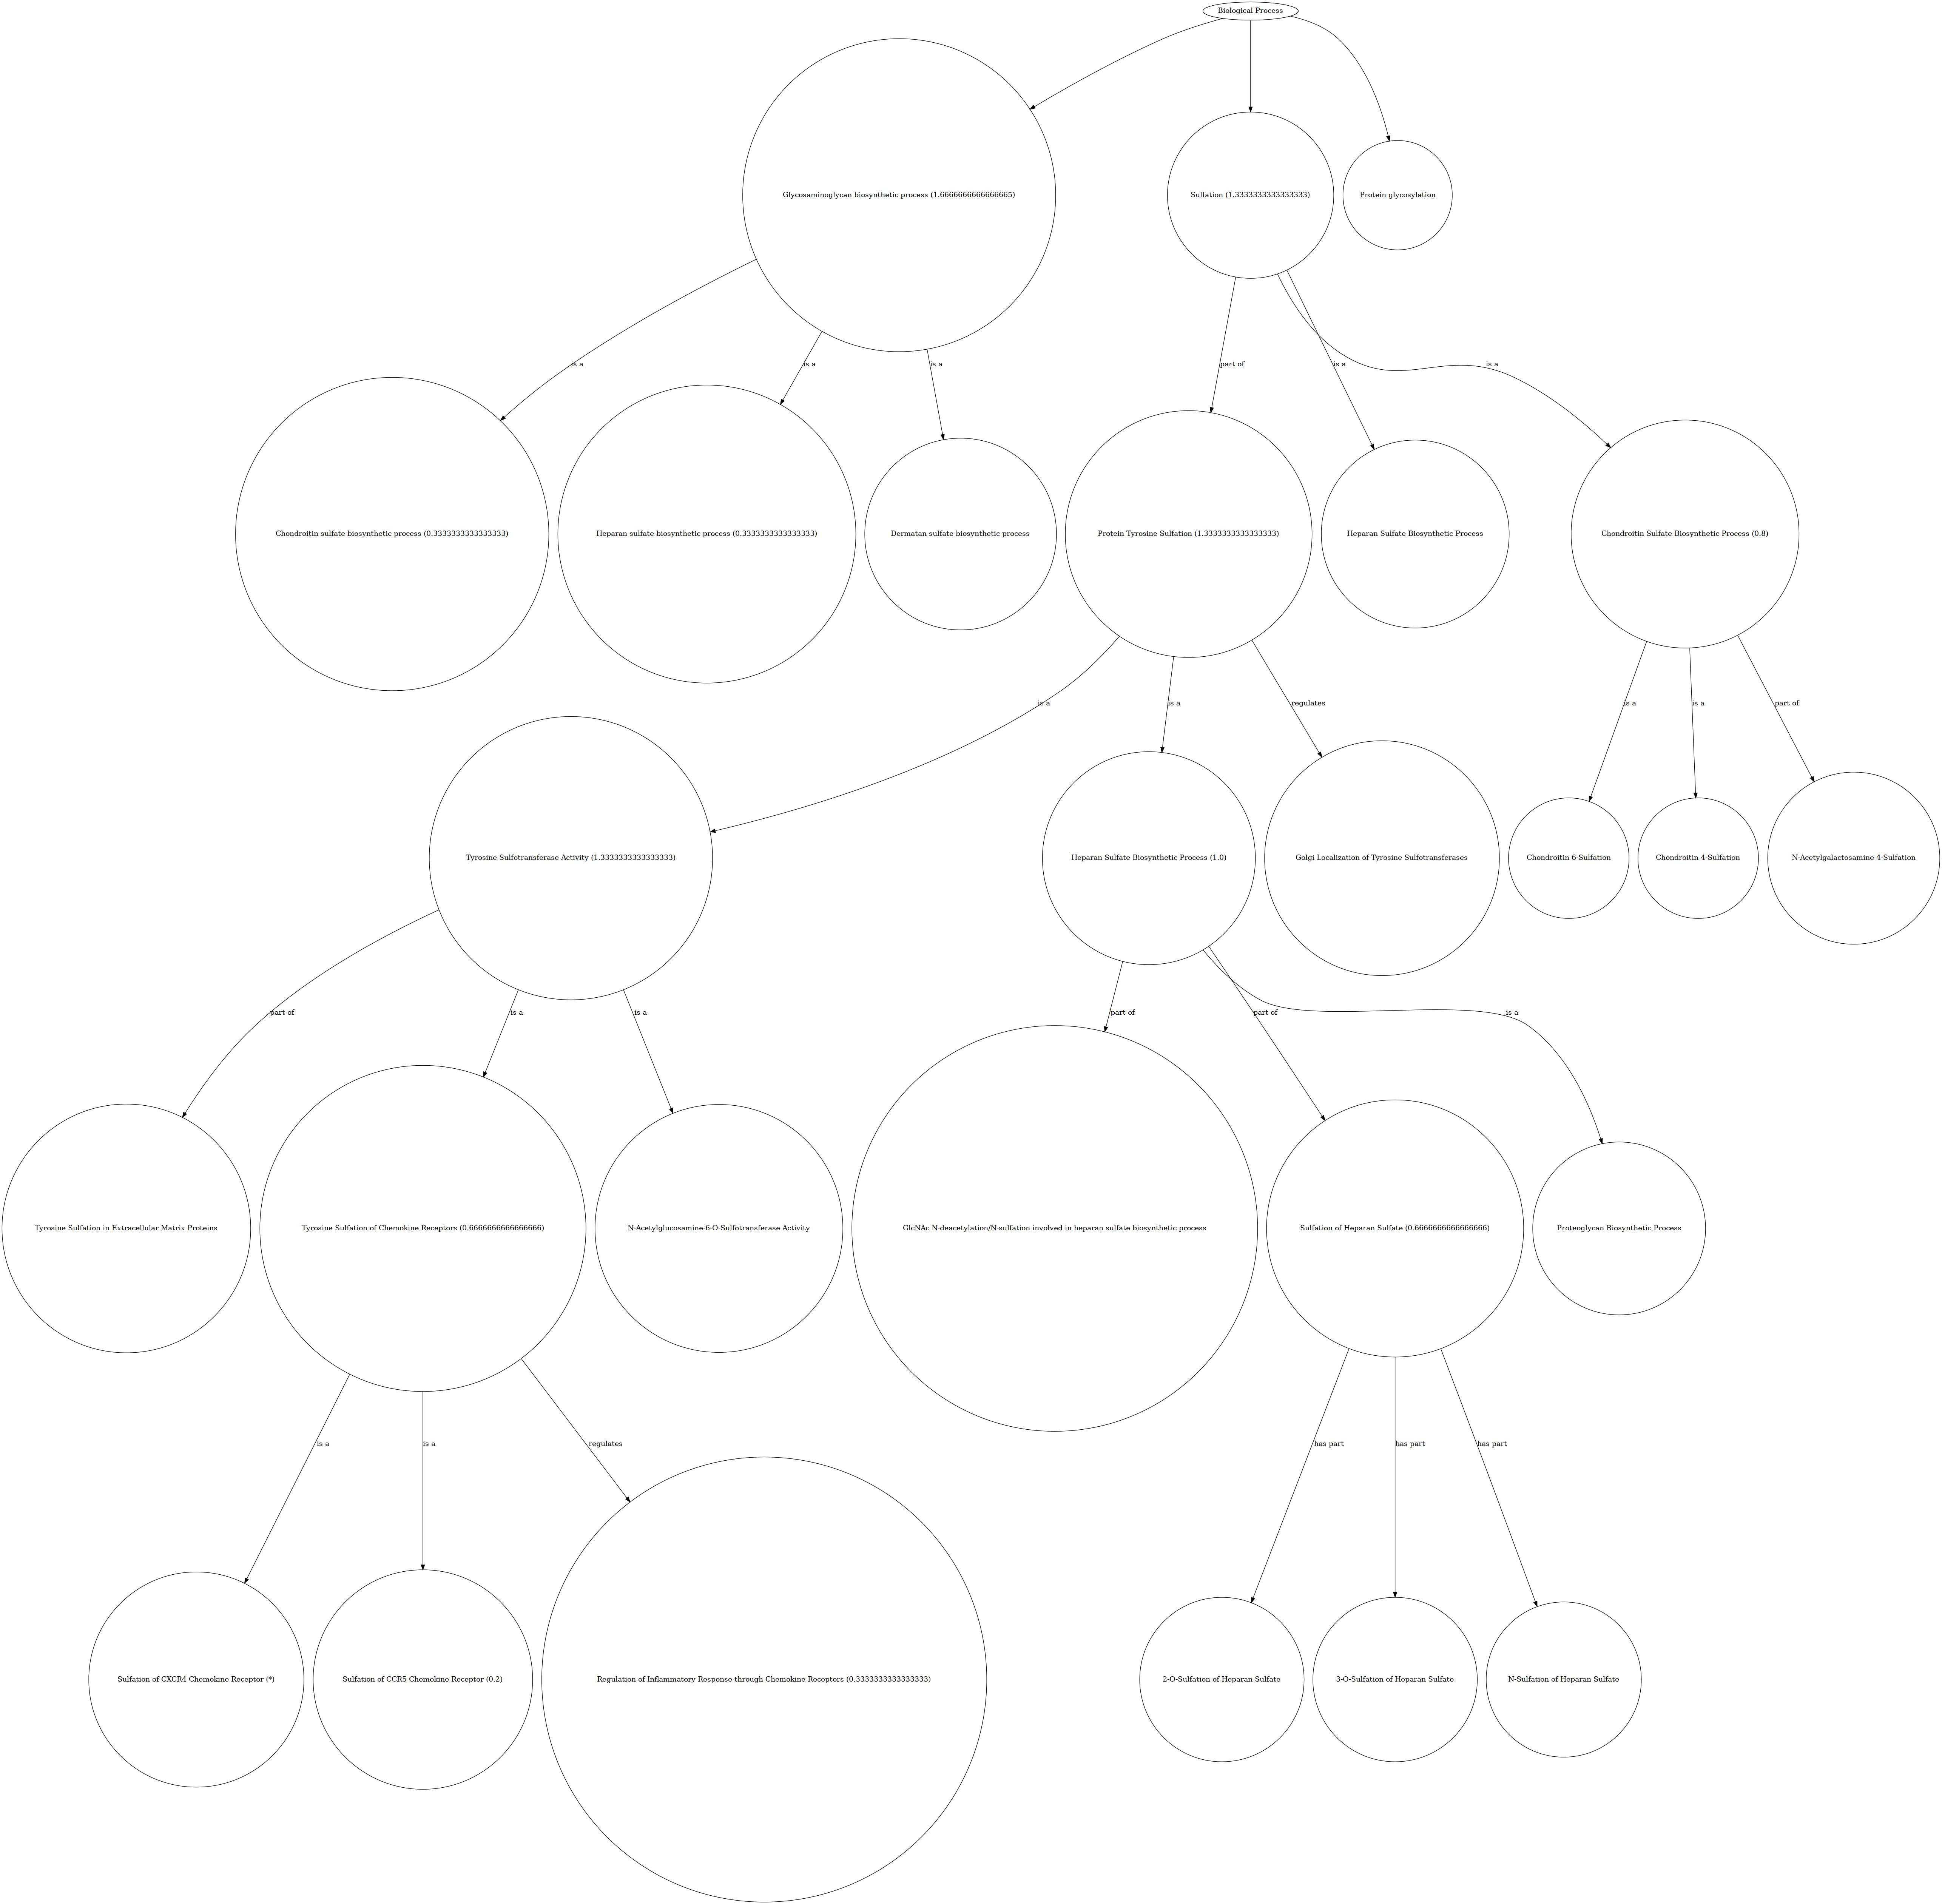 Biological Process
Glycosaminoglycan biosynthetic process (1.6666666666666665)
Sulfation (1.3333333333333333)
Protein glycosylation
is a
is a
is a
part of
is a
is a
Chondroitin sulfate biosynthetic process (0.3333333333333333)
Heparan sulfate biosynthetic process (0.3333333333333333)
Dermatan sulfate biosynthetic process
Protein Tyrosine Sulfation (1.3333333333333333)
Heparan Sulfate Biosynthetic Process
Chondroitin Sulfate Biosynthetic Process (0.8)
is a
is a
regulates
is a
is a
part of
Tyrosine Sulfotransferase Activity (1.3333333333333333)
Heparan Sulfate Biosynthetic Process (1.0)
Golgi Localization of Tyrosine Sulfotransferases
Chondroitin 6-Sulfation
Chondroitin 4-Sulfation
N-Acetylgalactosamine 4-Sulfation
part of
is a
is a
part of
part of
is a
Tyrosine Sulfation in Extracellular Matrix Proteins
Tyrosine Sulfation of Chemokine Receptors (0.6666666666666666)
N-Acetylglucosamine-6-O-Sulfotransferase Activity
GlcNAc N-deacetylation/N-sulfation involved in heparan sulfate biosynthetic process
Sulfation of Heparan Sulfate (0.6666666666666666)
Proteoglycan Biosynthetic Process
is a
is a
regulates
has part
has part
has part
Sulfation of CXCR4 Chemokine Receptor (*)
Sulfation of CCR5 Chemokine Receptor (0.2)
Regulation of Inflammatory Response through Chemokine Receptors (0.3333333333333333)
2-O-Sulfation of Heparan Sulfate
3-O-Sulfation of Heparan Sulfate
N-Sulfation of Heparan Sulfate